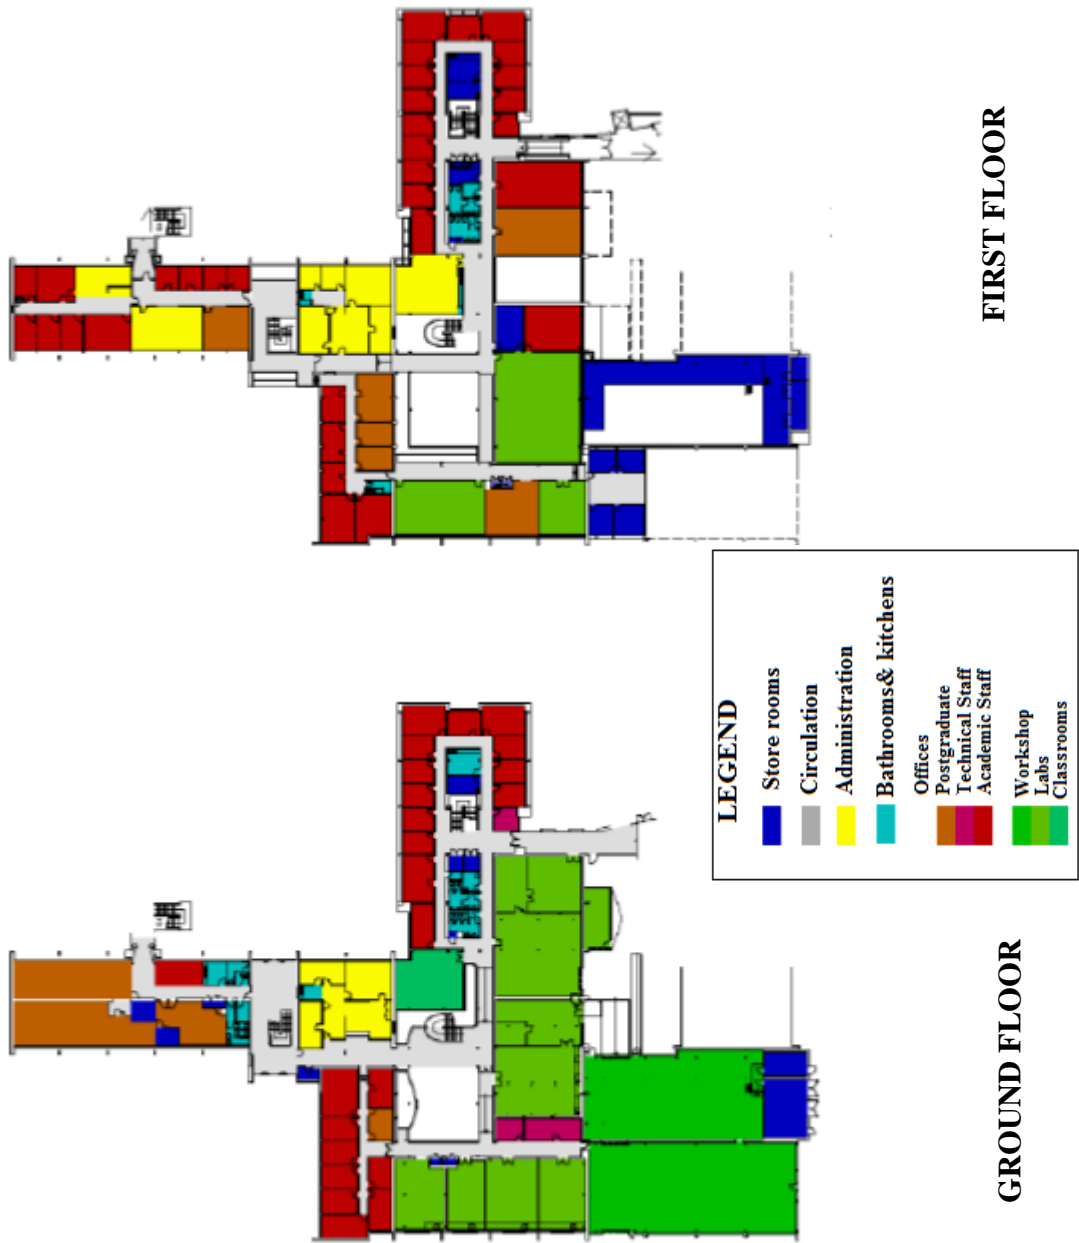 FIRST FLOOR
GROUND FLOOR
LEGEND
Store rooms
Circulation
Administration
Bathrooms& kitchens
Offices
Postgraduate
Technical Staff
Academic Staff
Workshop
Labs
Classrooms